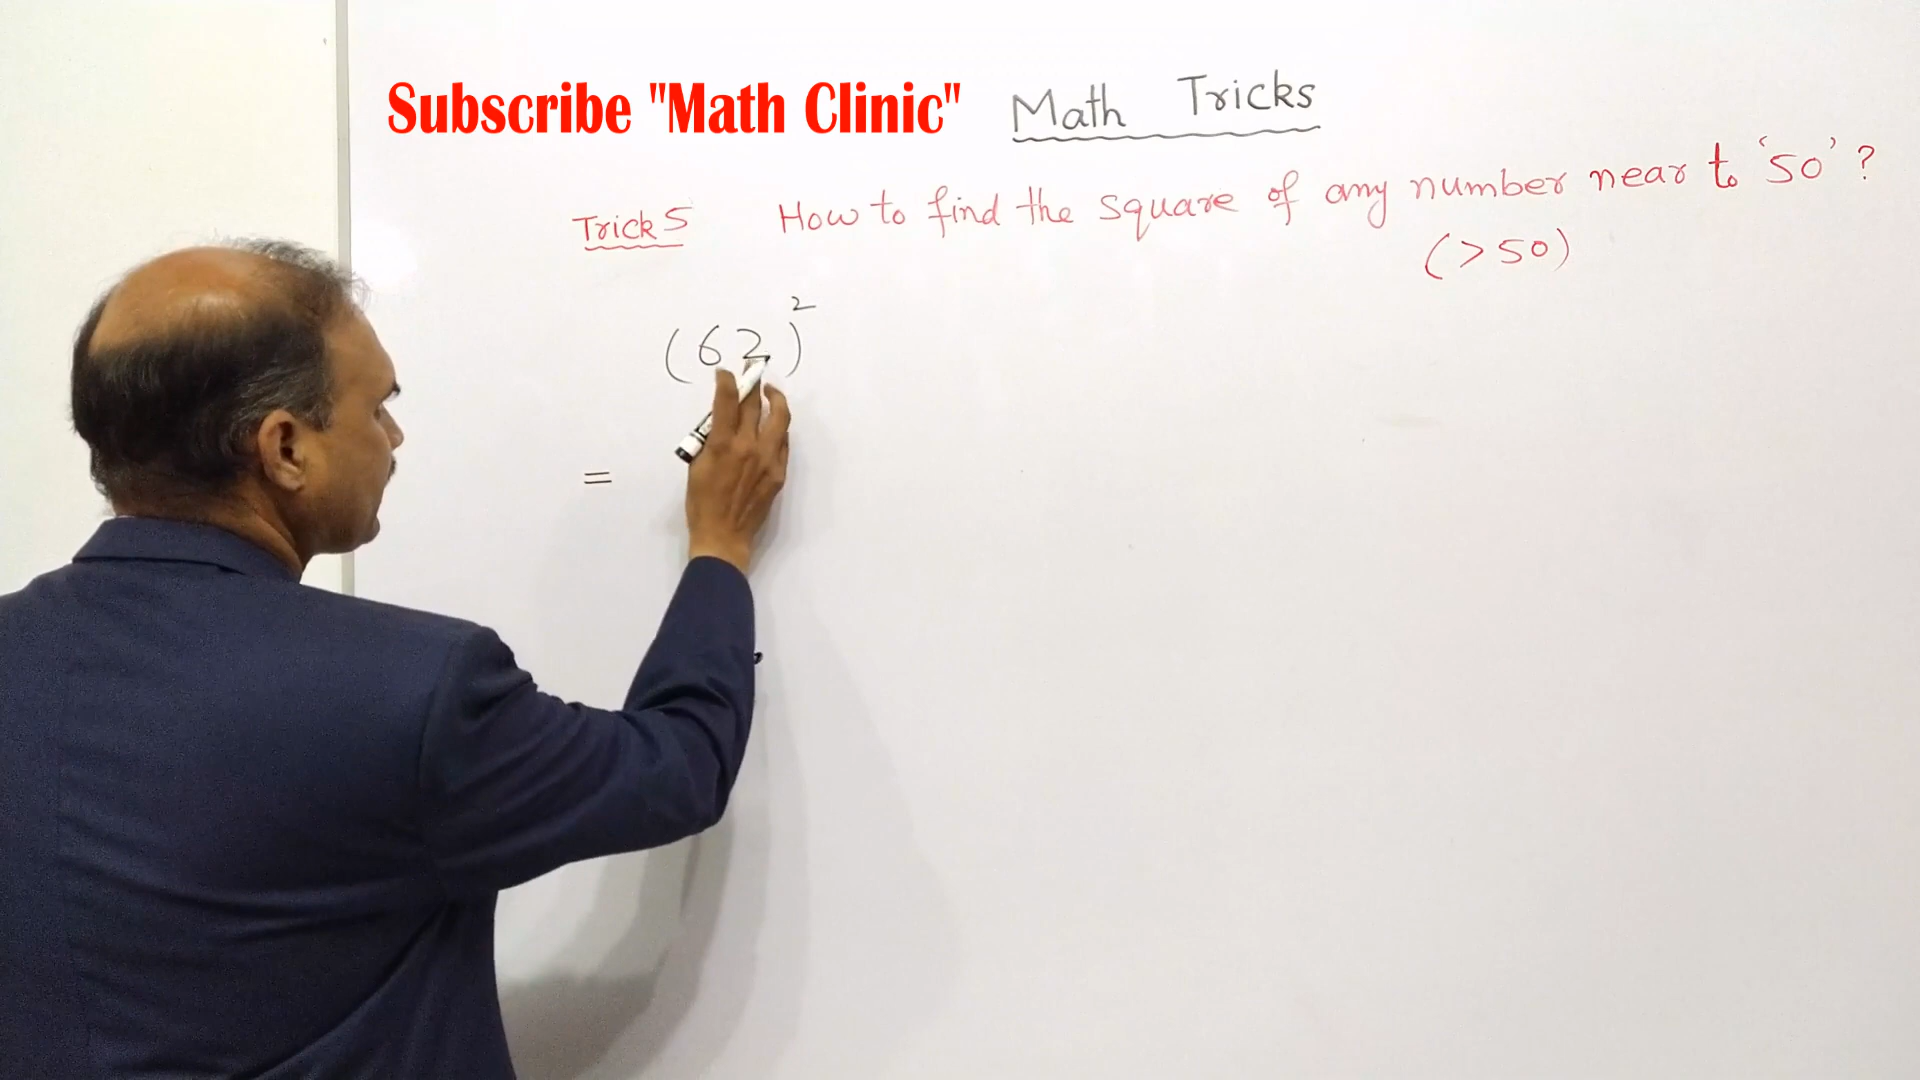 Subscribe "Math Clinic" Math Tricks
Trick 5 How to find the square of any number near to '50' ?
(> 50)
(62)²
=